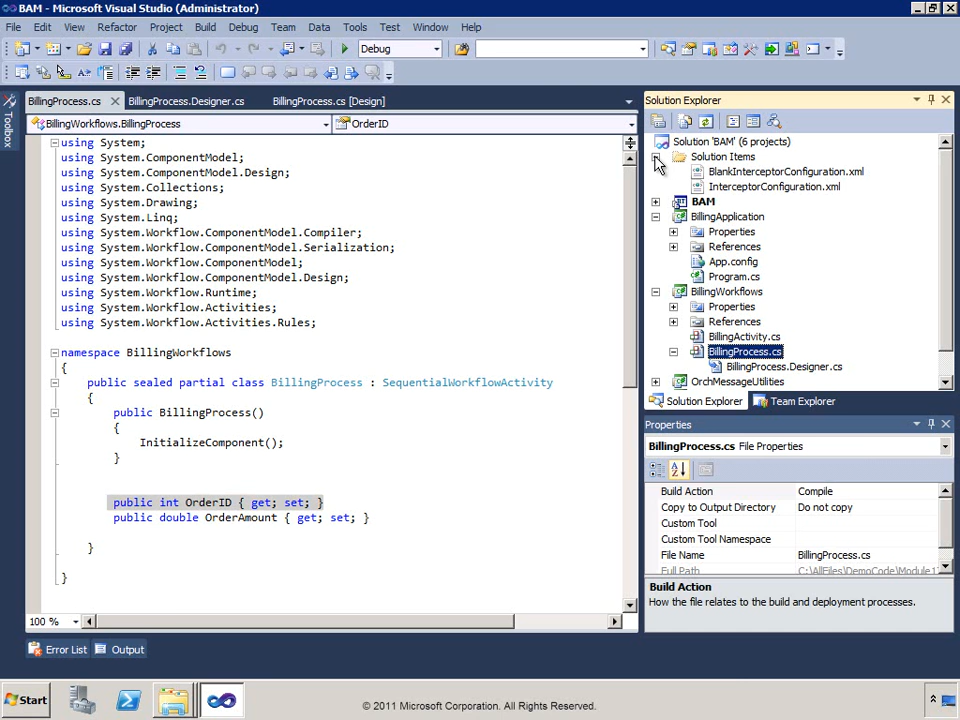 BAM - Microsoft Visual Studio (Administrator)
File Edit View Refactor Project Build Debug Team Data Tools Test Window Help
Debug
BillingProcess.cs BillingProcess.Designer.cs BillingProcess.cs [Design]
BillingWorkflows.BillingProcess OrderID
Toolbox
using System;
using System.ComponentModel;
using System.ComponentModel.Design;
using System.Collections;
using System.Drawing;
using System.Linq;
using System.Workflow.ComponentModel.Compiler;
using System.Workflow.ComponentModel.Serialization;
using System.Workflow.ComponentModel;
using System.Workflow.ComponentModel.Design;
using System.Workflow.Runtime;
using System.Workflow.Activities;
using System.Workflow.Activities.Rules;
namespace BillingWorkflows
{
public sealed partial class BillingProcess : SequentialWorkflowActivity
{
public BillingProcess()
{
InitializeComponent();
}
public int OrderID { get; set; }
public double OrderAmount { get; set; }
}
}
100 %
Solution Explorer
Solution 'BAM' (6 projects)
Solution Items
BlankInterceptorConfiguration.xml
InterceptorConfiguration.xml
BAM
BillingApplication
Properties
References
App.config
Program.cs
BillingWorkflows
Properties
References
BillingActivity.cs
BillingProcess.cs
BillingProcess.Designer.cs
OrchMessageUtilities
Solution Explorer Team Explorer
Properties
BillingProcess.cs File Properties
Build Action Compile
Copy to Output Directory Do not copy
Custom Tool
Custom Tool Namespace
File Name BillingProcess.cs
Full Path C:\AllFiles\DemoCode\Module1
Build Action
How the file relates to the build and deployment processes.
Error List Output
Start
© 2011 Microsoft Corporation. All Rights Reserved.